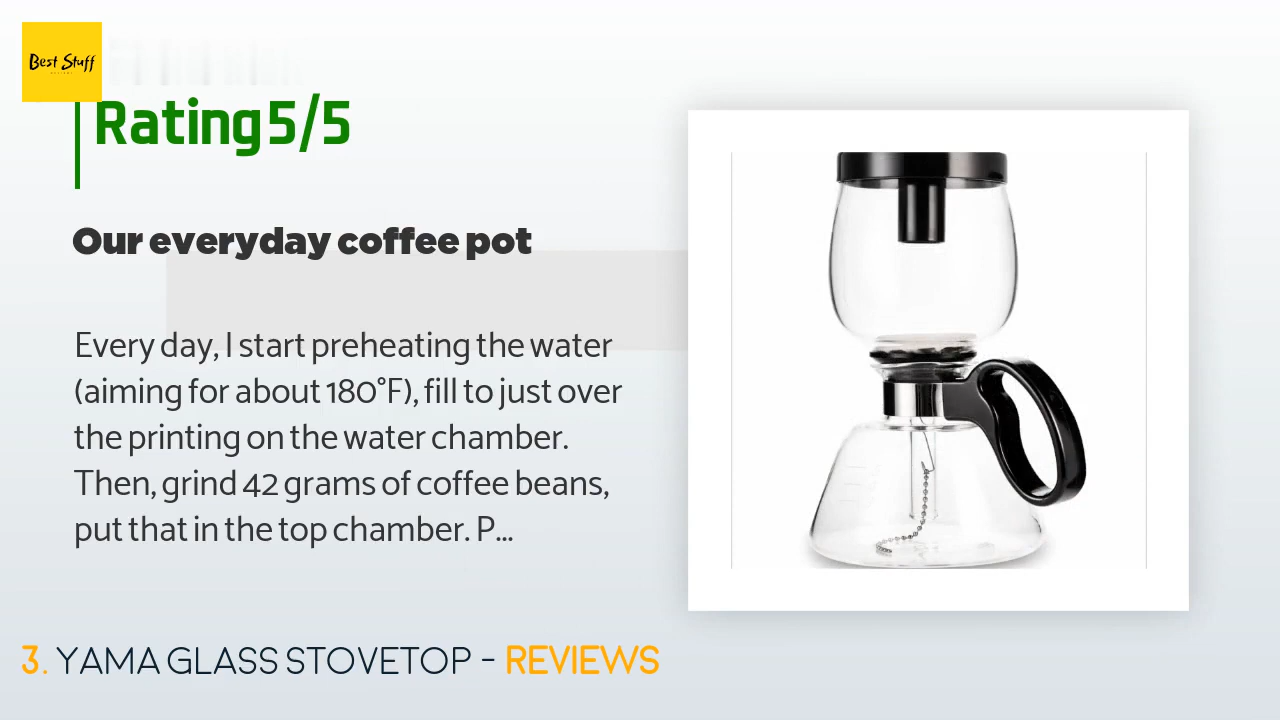 Best Stuff
Rating 5/5
Our everyday coffee pot
Every day, I start preheating the water
(aiming for about 180°F), fill to just over
the printing on the water chamber.
Then, grind 42 grams of coffee beans,
put that in the top chamber. P...
3. YAMA GLASS STOVETOP - REVIEWS